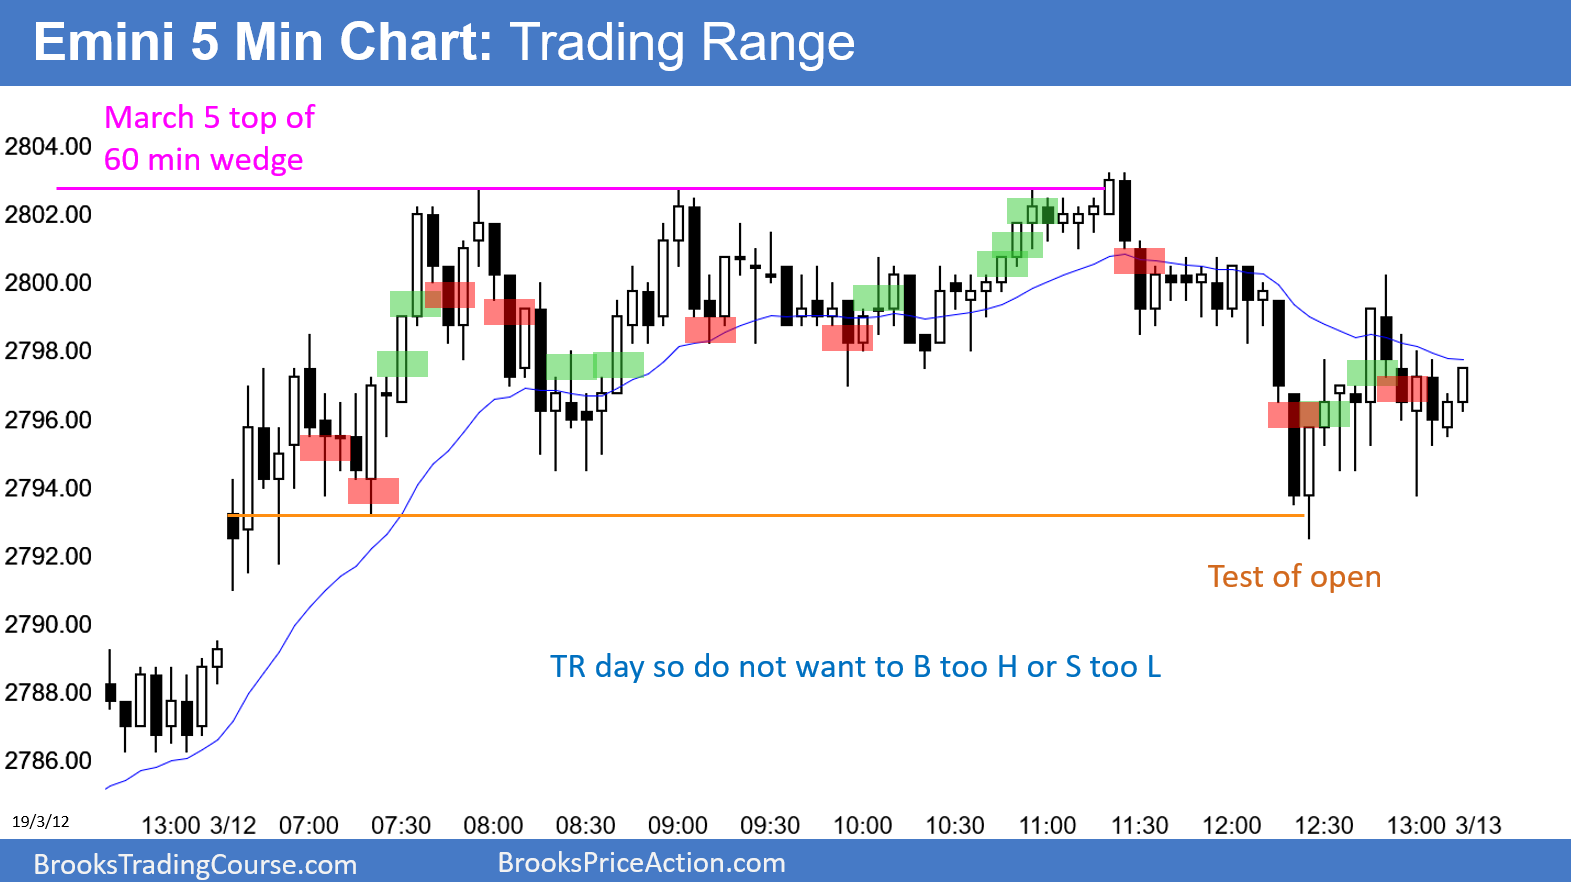 Emini 5 Min Chart: Trading Range
March 5 top of
60 min wedge
2804.00
2802.00
2800.00
2798.00
2796.00
2794.00
2792.00
2790.00
2788.00
2786.00
Test of open
TR day so do not want to B too H or S too L
19/3/12
13:00 3/12 07:00 07:30 08:00 08:30 09:00 09:30 10:00 10:30 11:00 11:30 12:00 12:30 13:00 3/13
BrooksTradingCourse.com
BrooksPriceAction.com